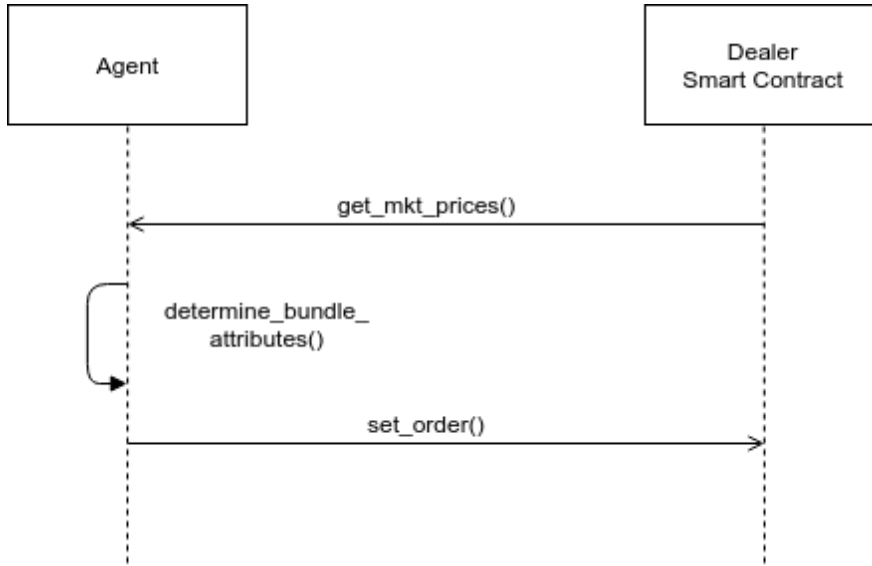 Agent
Dealer
Smart Contract
get_mkt_prices()
determine_bundle_
attributes()
set_order()